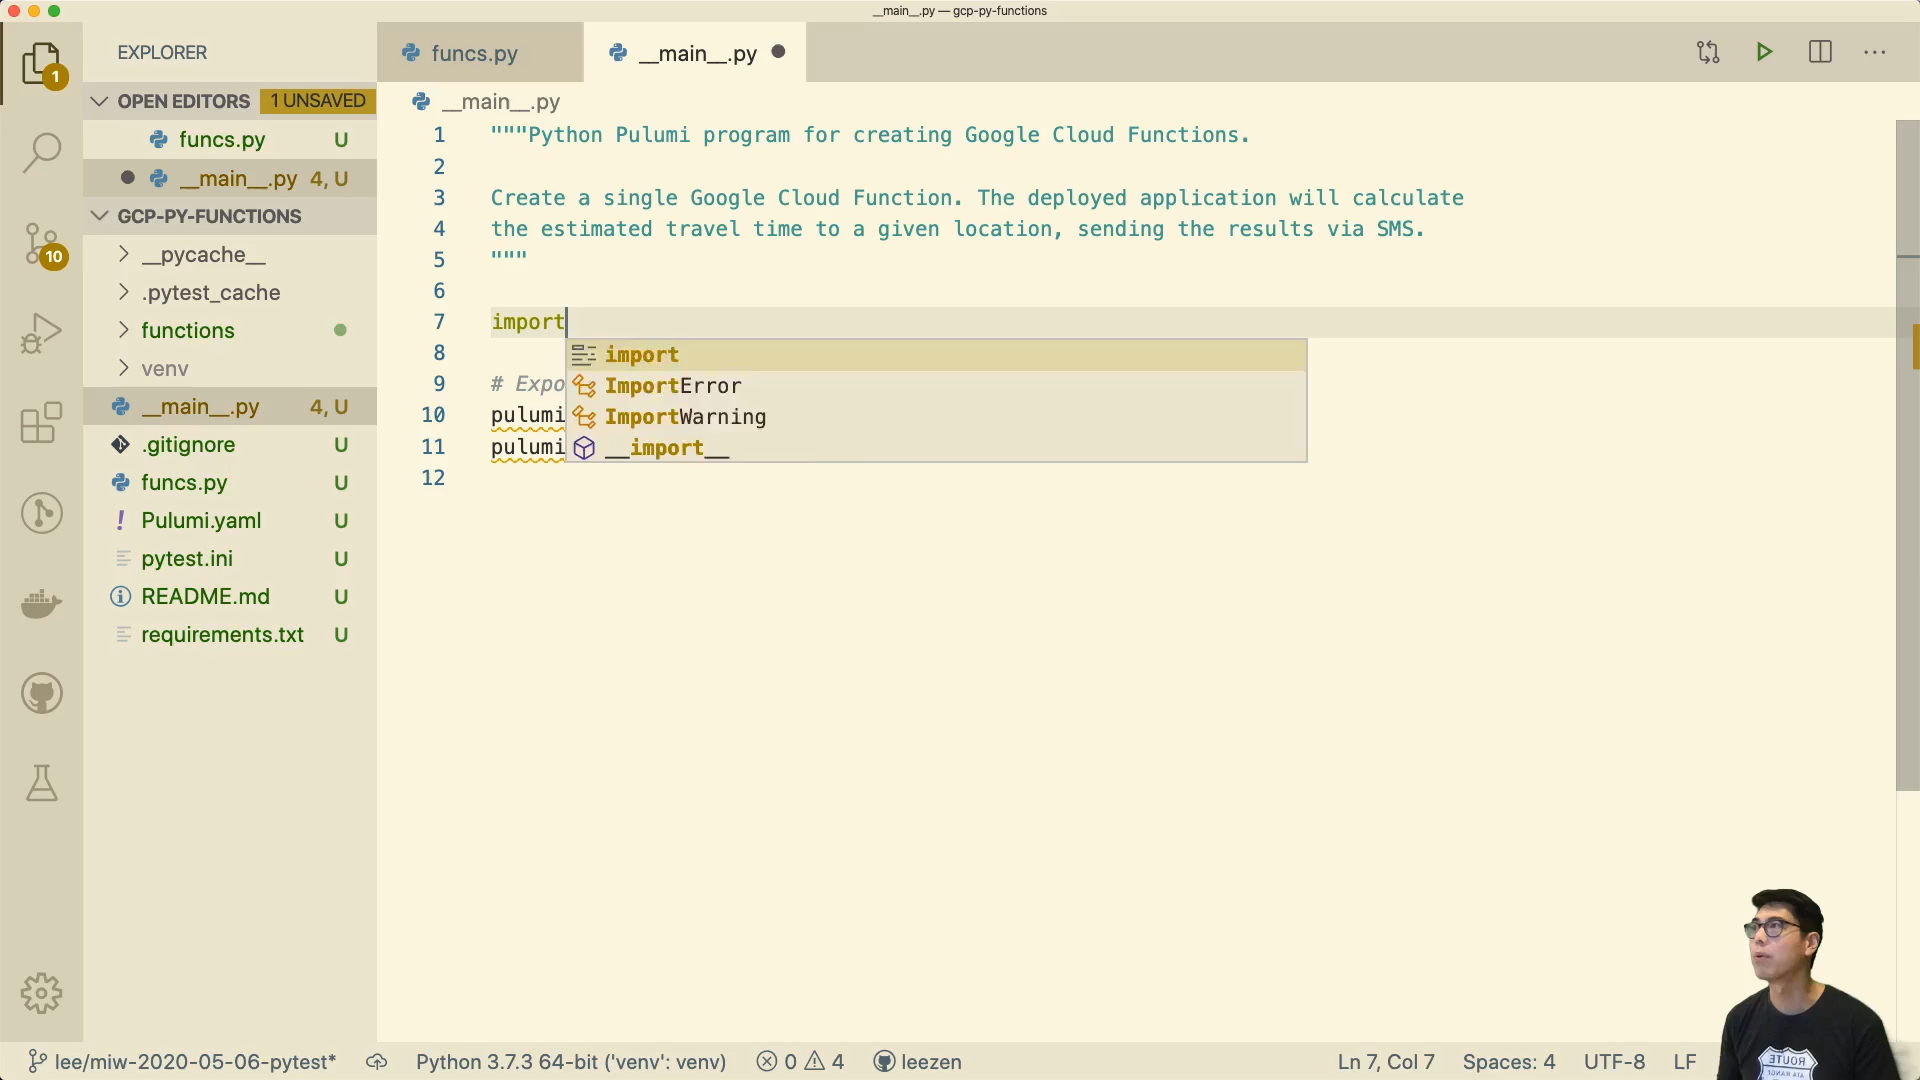 __main__.py — gcp-py-functions
EXPLORER
funcs.py
__main__.py
OPEN EDITORS
1 UNSAVED
funcs.py U
__main__.py 4, U
GCP-PY-FUNCTIONS
__pycache__
.pytest_cache
functions
venv
__main__.py 4, U
.gitignore U
funcs.py U
Pulumi.yaml U
pytest.ini U
README.md U
requirements.txt U
1
10
__main__.py
1 """Python Pulumi program for creating Google Cloud Functions.
2
3 Create a single Google Cloud Function. The deployed application will calculate
4 the estimated travel time to a given location, sending the results via SMS.
5 """
6
7 import
8
9 # Expo
10 pulumi
11 pulumi
12
import
ImportError
ImportWarning
__import__
ROUTE
lee/miw-2020-05-06-pytest*
Python 3.7.3 64-bit ('venv': venv)
0
4
leezen
Ln 7, Col 7
Spaces: 4
UTF-8
LF